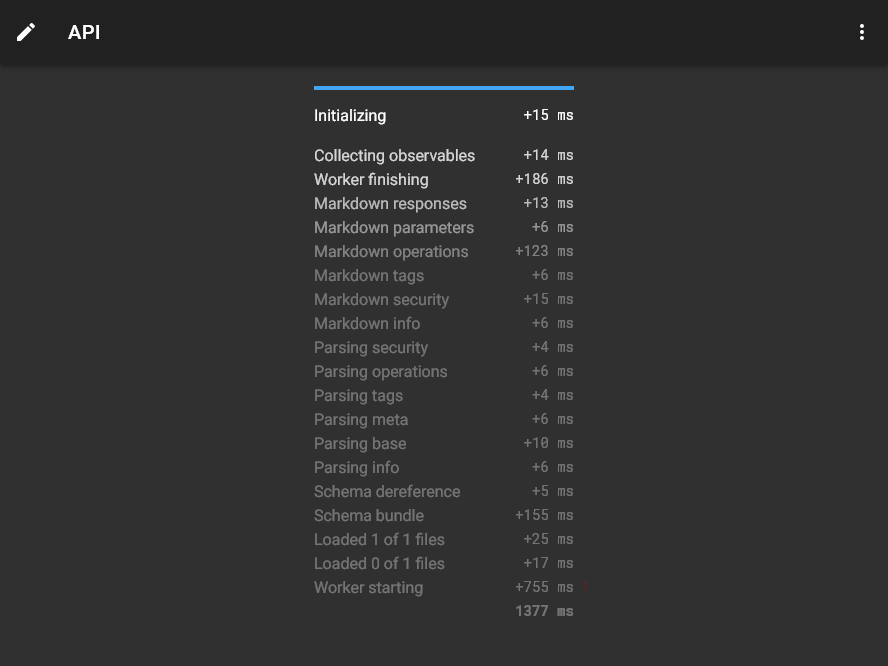 API
Initializing +15 ms
Collecting observables +14 ms
Worker finishing +186 ms
Markdown responses +13 ms
Markdown parameters +6 ms
Markdown operations +123 ms
Markdown tags +6 ms
Markdown security +15 ms
Markdown info +6 ms
Parsing security +4 ms
Parsing operations +6 ms
Parsing tags +4 ms
Parsing meta +6 ms
Parsing base +10 ms
Parsing info +6 ms
Schema dereference +5 ms
Schema bundle +155 ms
Loaded 1 of 1 files +25 ms
Loaded 0 of 1 files +17 ms
Worker starting +755 ms
1377 ms